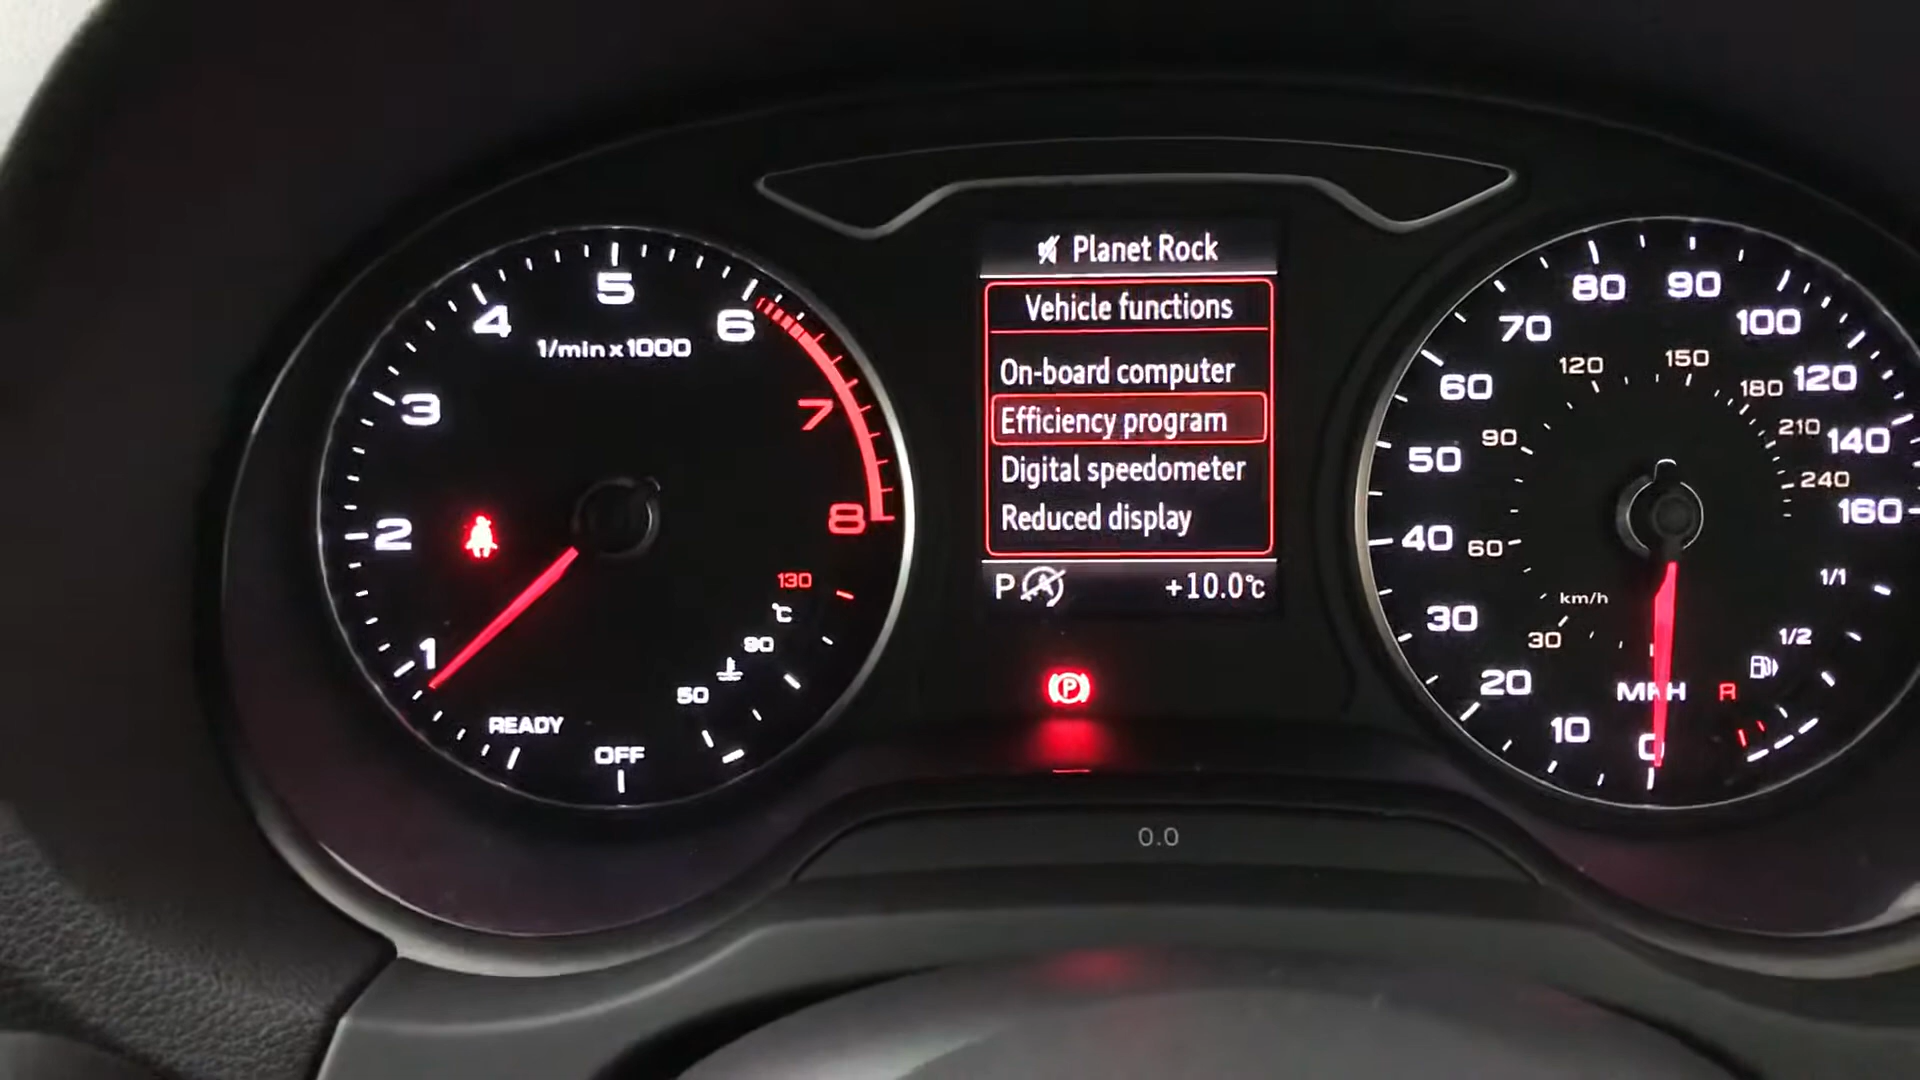 Planet Rock
Vehicle functions
On-board computer
Efficiency program
Digital speedometer
Reduced display
P
+10.0°C
1/min x 1000
1
2
3
4
5
6
7
8
READY
OFF
50
90
°C
130
P
0.0
0
10
20
30
40
50
60
70
80
90
100
120
140
160
MPH
km/h
30
60
90
120
150
180
210
240
R
1/2
1/1